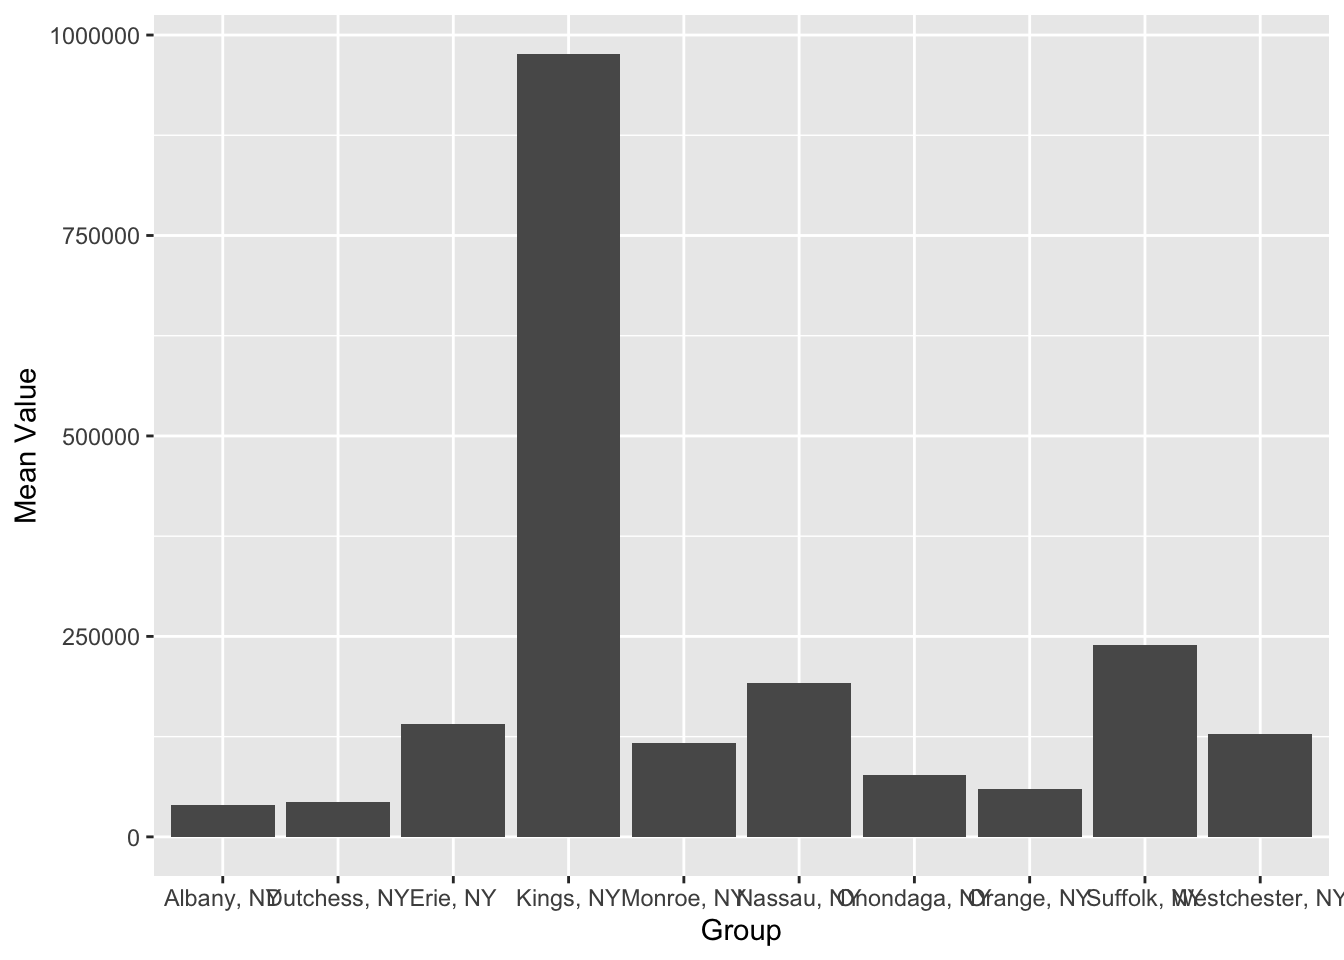 1000000
750000
500000
250000
0
Mean Value
Albany, NY Dutchess, NY Erie, NY Kings, NY Monroe, NY Nassau, NY Onondaga, NY Orange, NY Suffolk, NY Westchester, NY
Group